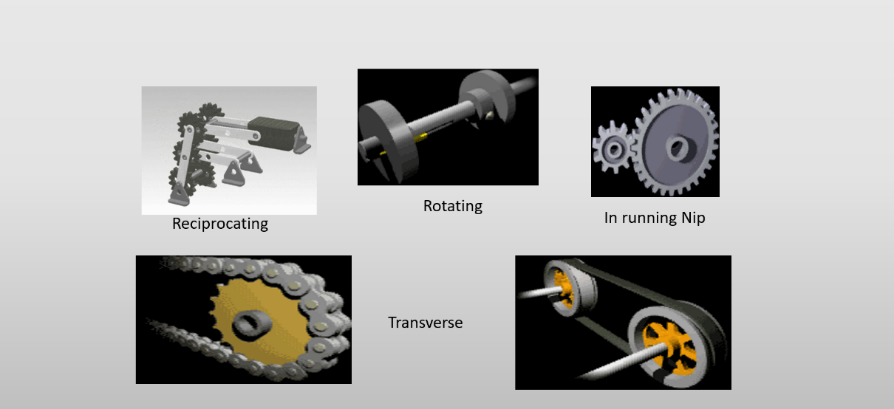 Reciprocating
Rotating
In running Nip
Transverse